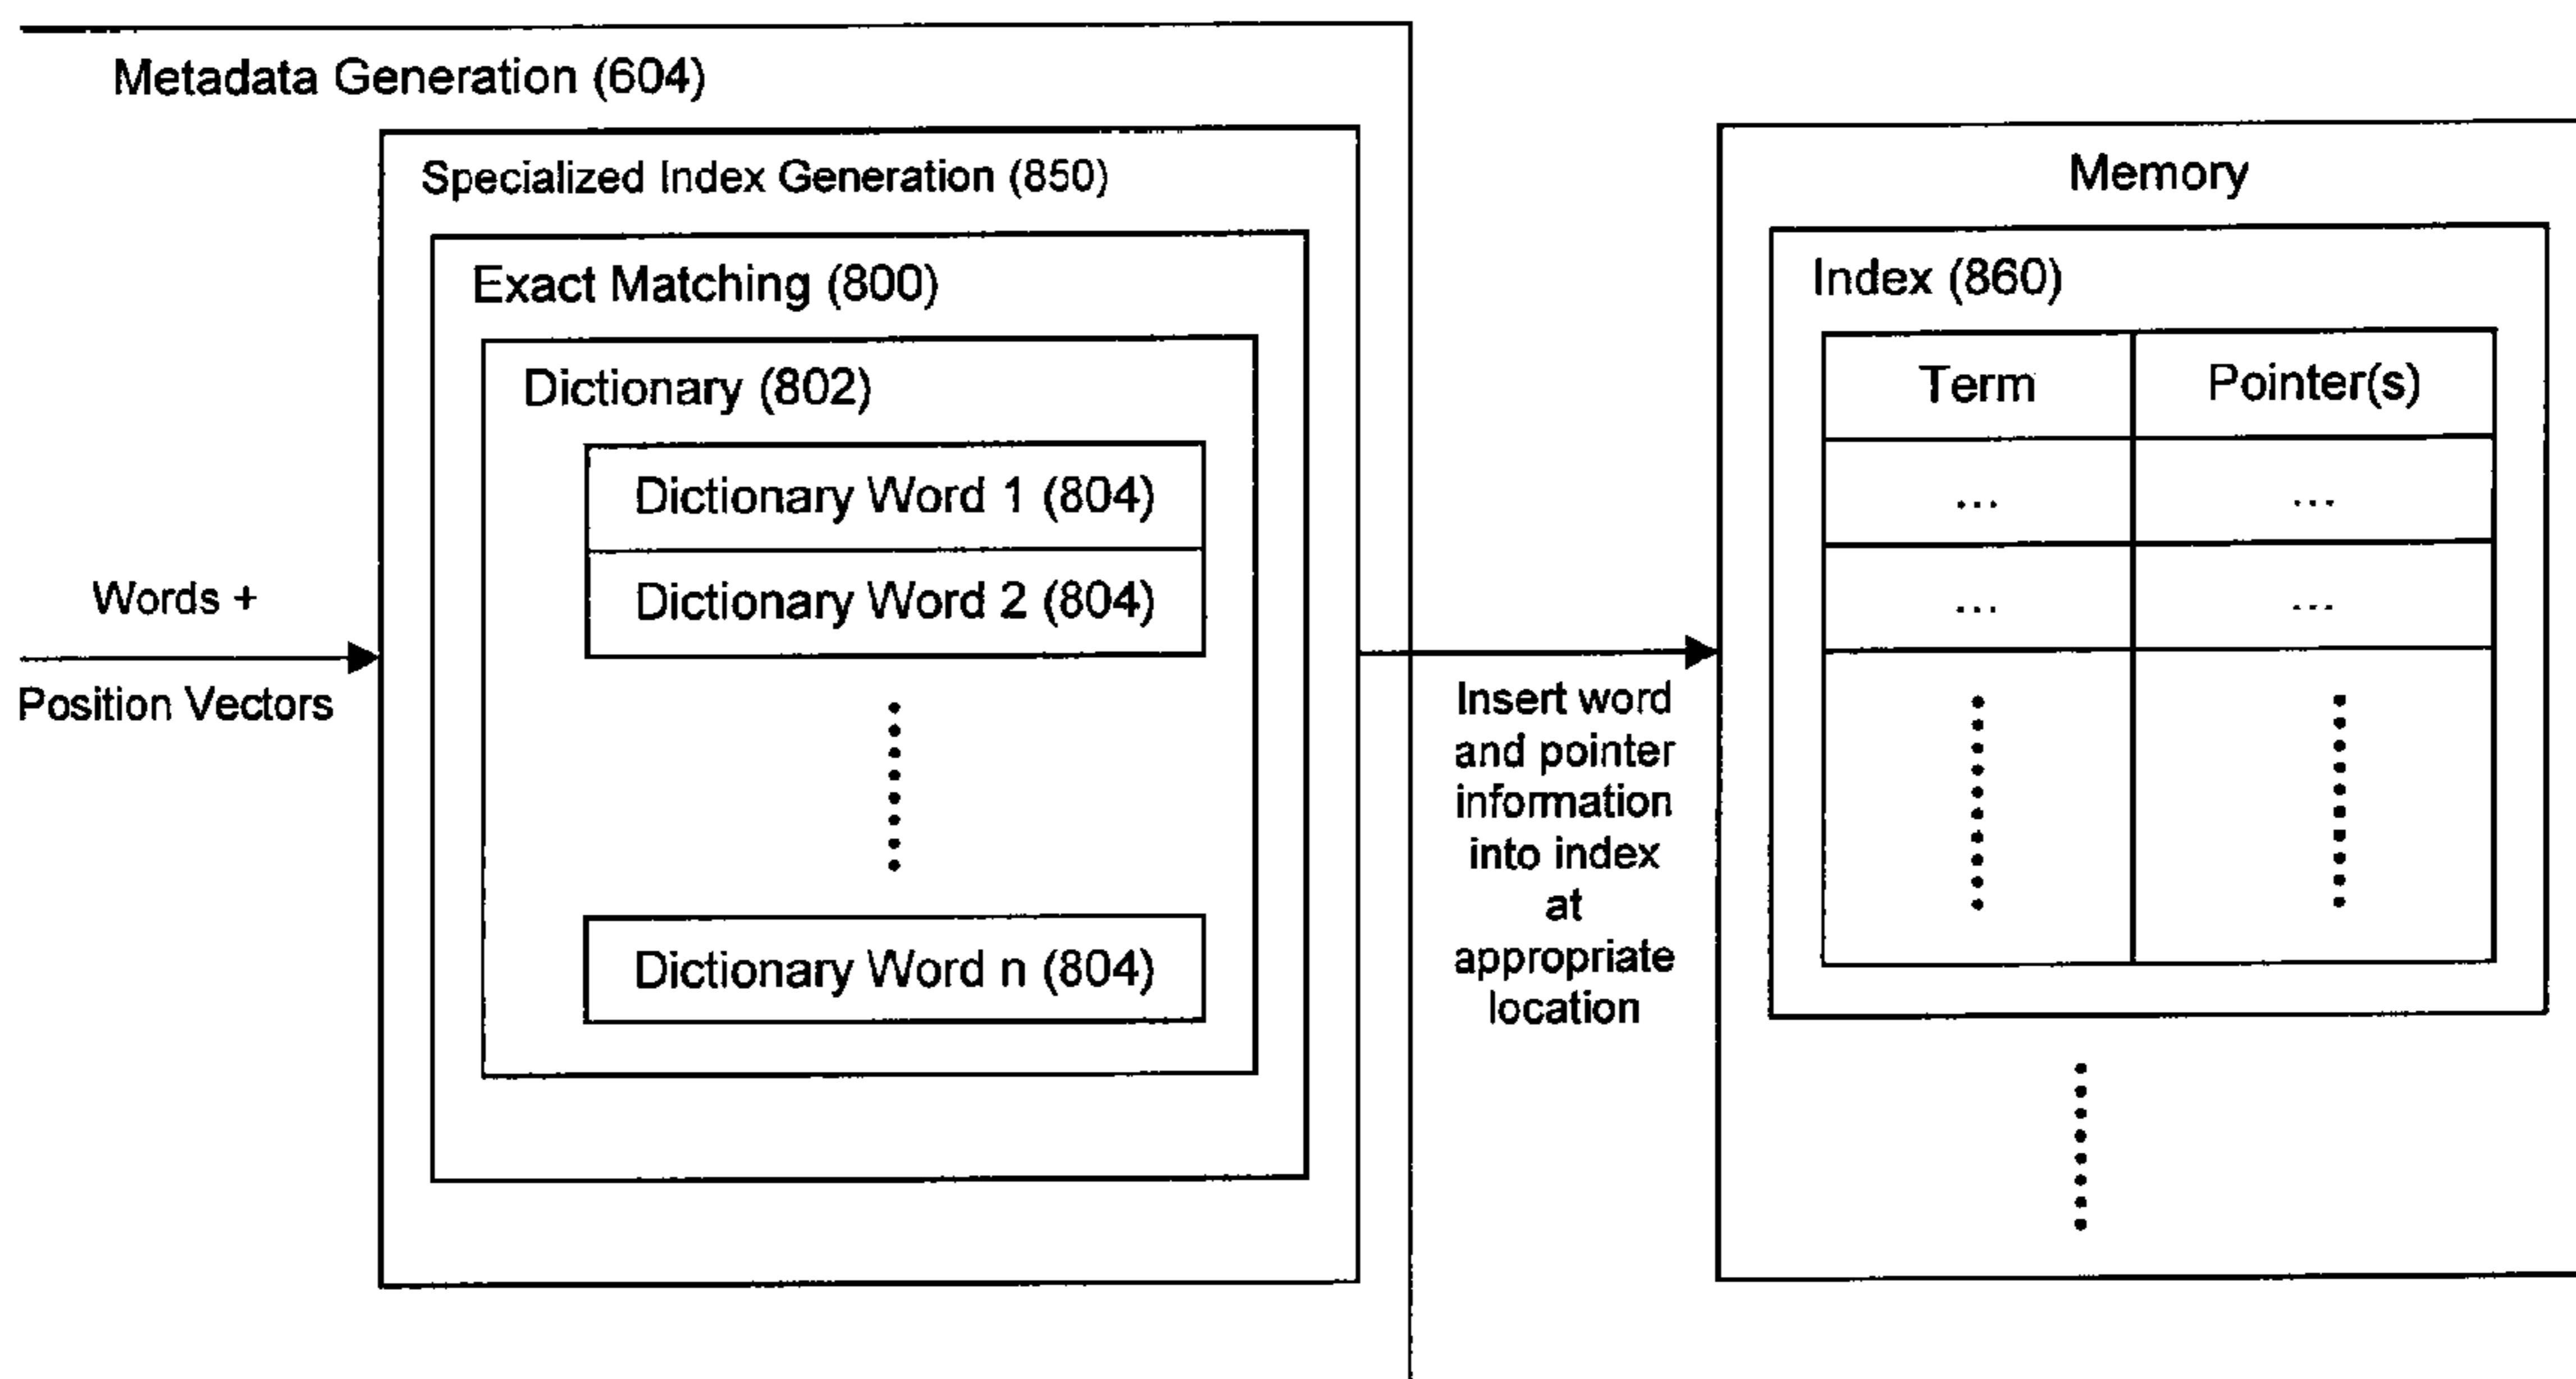 Metadata Generation (604)
Specialized Index Generation (850)
Exact Matching (800)
Dictionary (802)
Dictionary Word 1 (804)
Dictionary Word 2 (804)
Dictionary Word n (804)
Words +
Position Vectors
Insert word
and pointer
information
into index
at
appropriate
location
Memory
Index (860)
Term
Pointer(s)
...
...
...
...